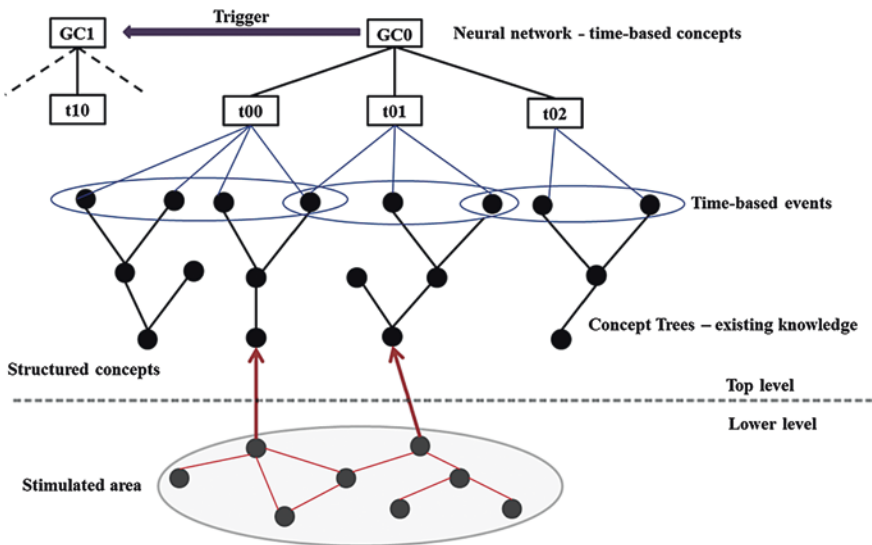 Trigger
GC1
GC0
Neural network - time-based concepts
t10
t00
t01
t02
Time-based events
Concept Trees – existing knowledge
Structured concepts
Top level
Lower level
Stimulated area